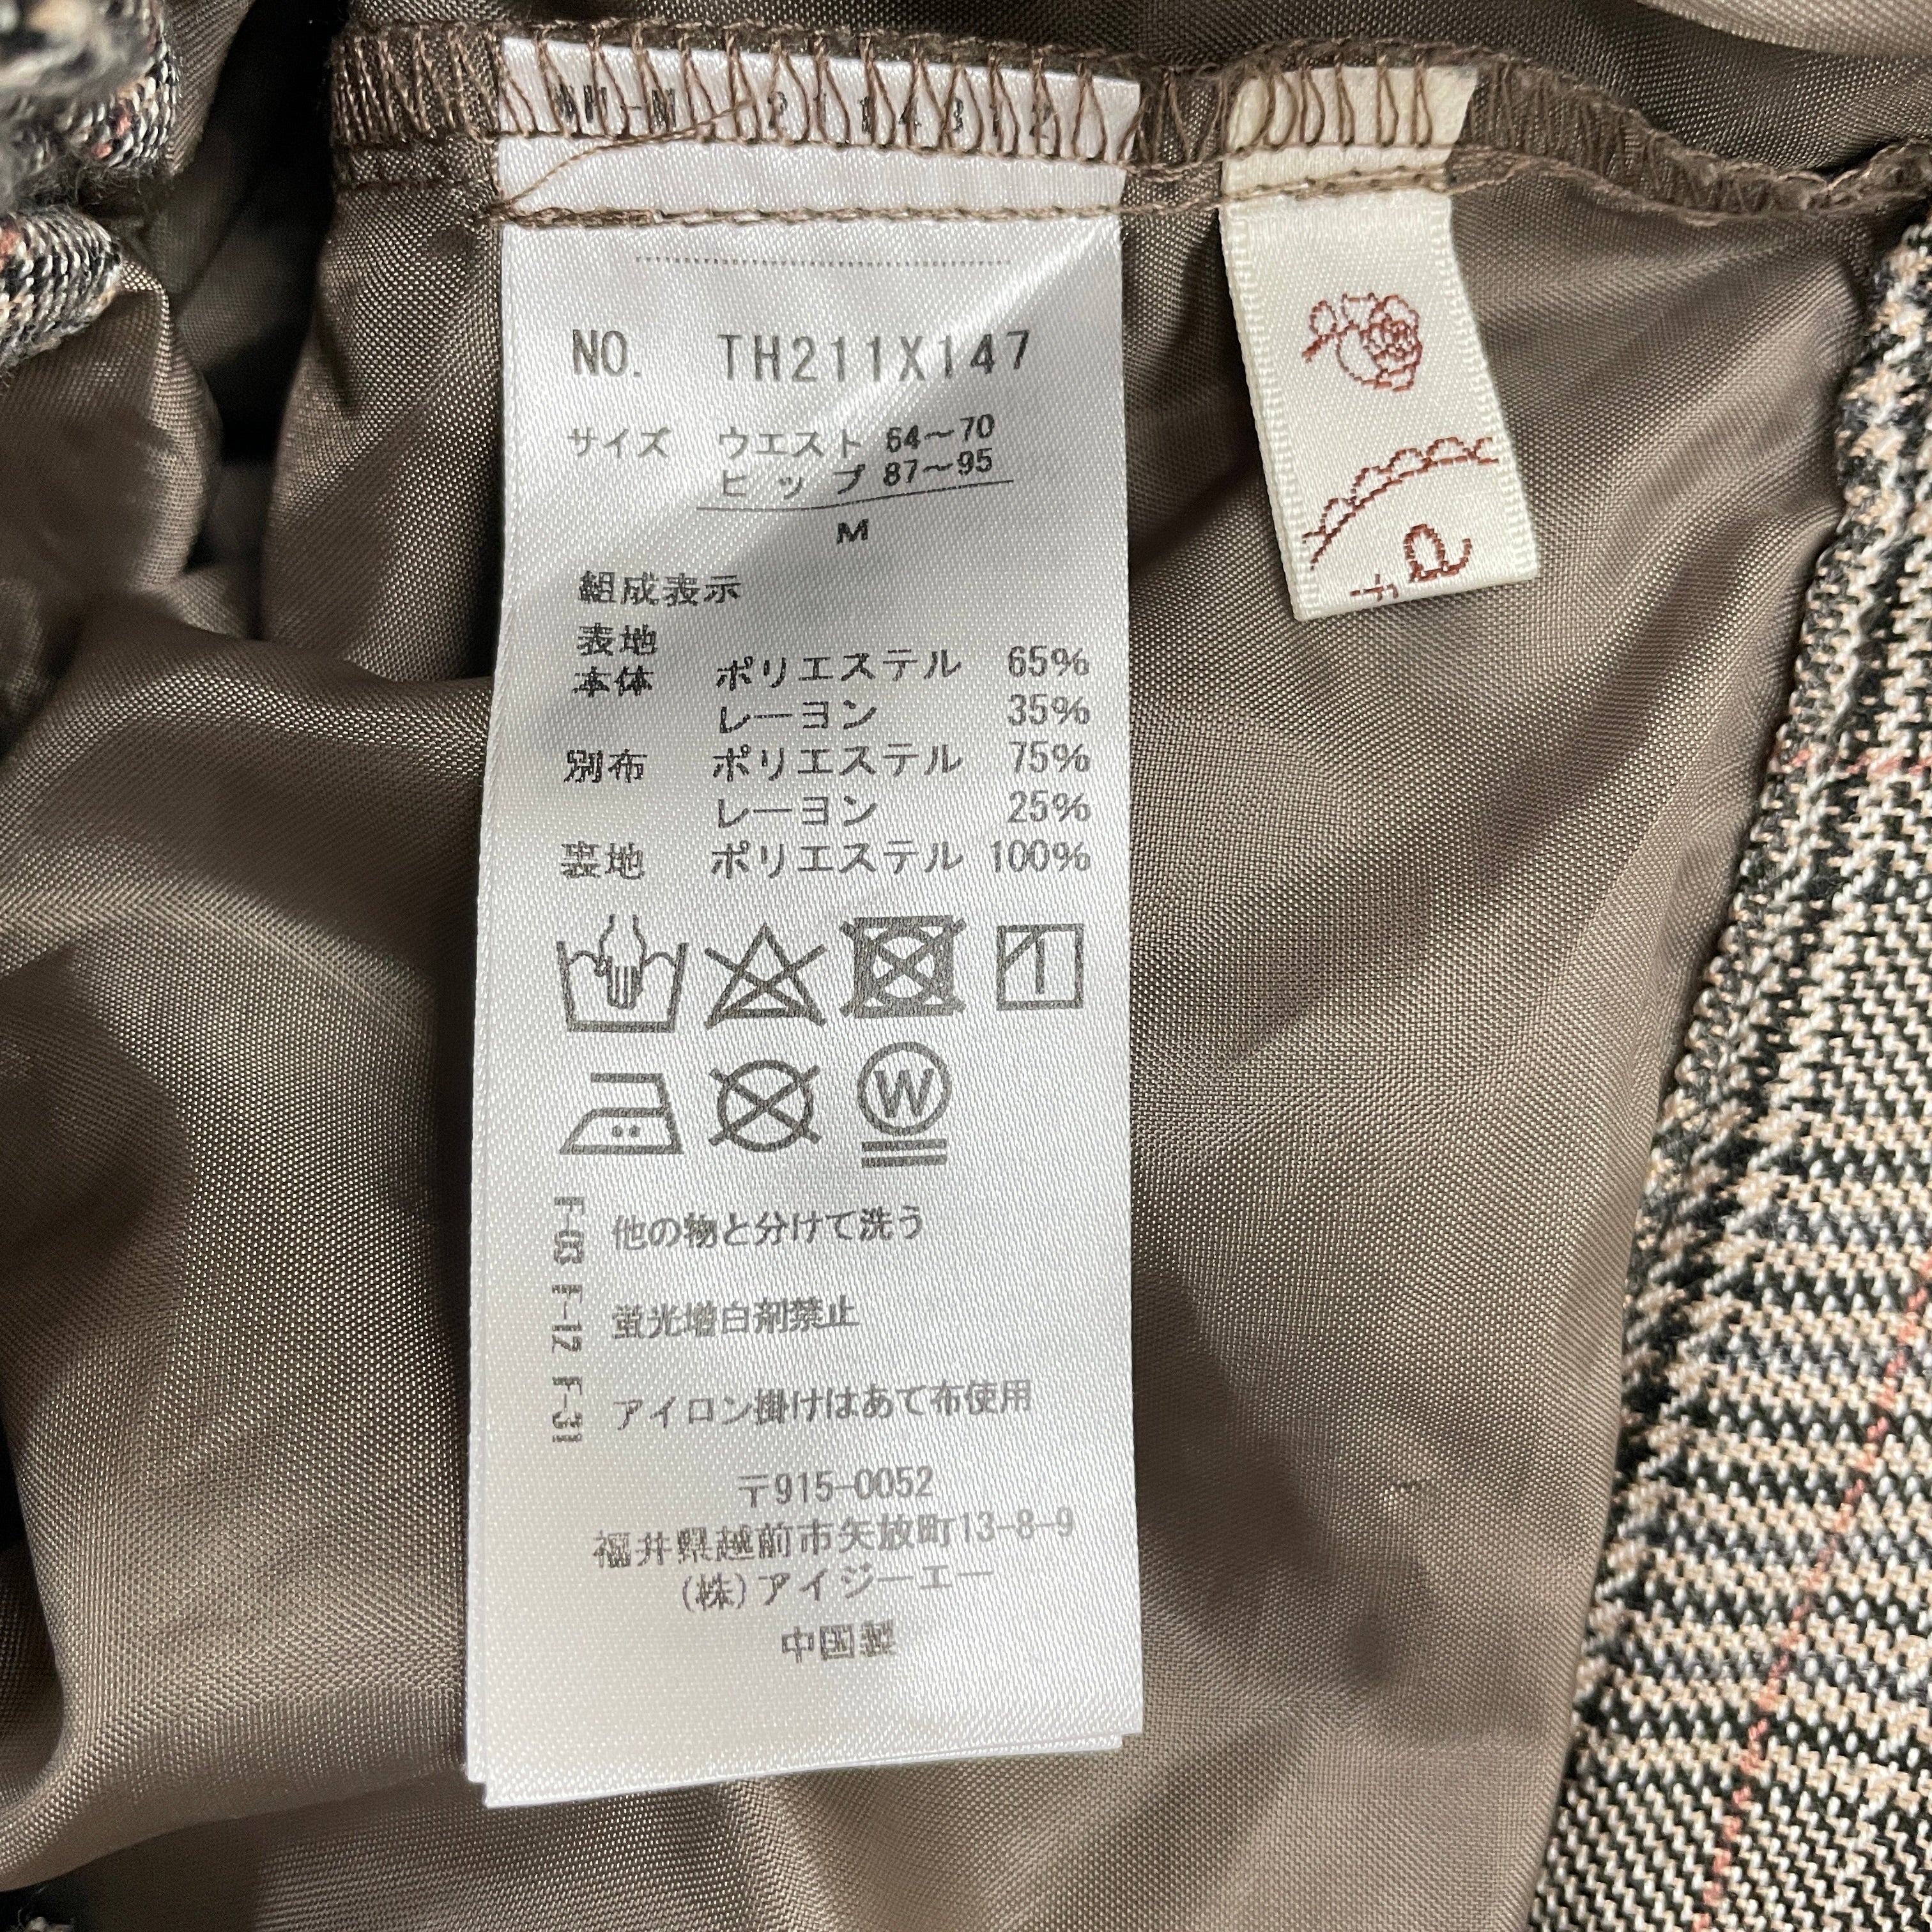 NO. TH211X147
サイズ ウエスト 64～70
ヒップ 87～95
M
組成表示
表地
本体 ポリエステル 65%
レーヨン 35%
別布 ポリエステル 75%
レーヨン 25%
裏地 ポリエステル 100%
W
F-03 他の物と分けて洗う
F-12 蛍光増白剤禁止
F-31 アイロン掛けはあて布使用
〒915-0052
福井県越前市矢放町13-8-9
(株)アイジーエー
中国製